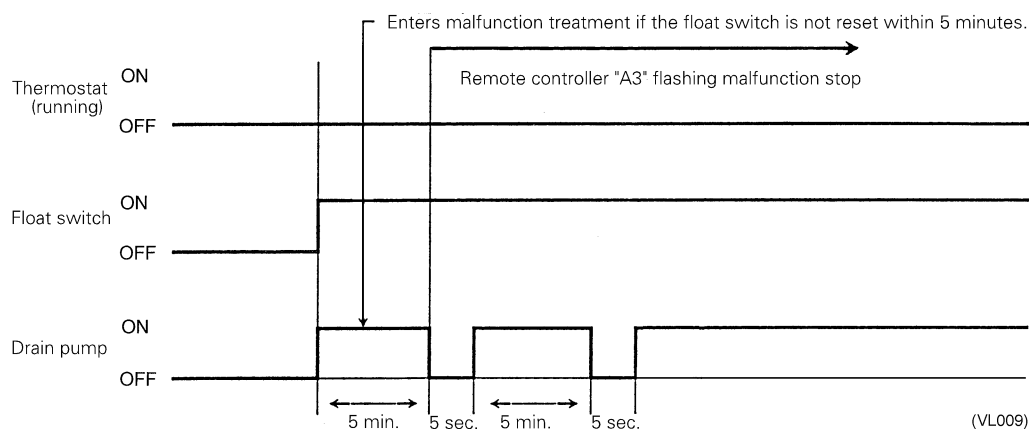 Enters malfunction treatment if the float switch is not reset within 5 minutes.
Remote controller "A3" flashing malfunction stop
Thermostat
(running)
ON
OFF
Float switch
ON
OFF
Drain pump
ON
OFF
5 min.
5 sec.
5 min.
5 sec.
(VL009)